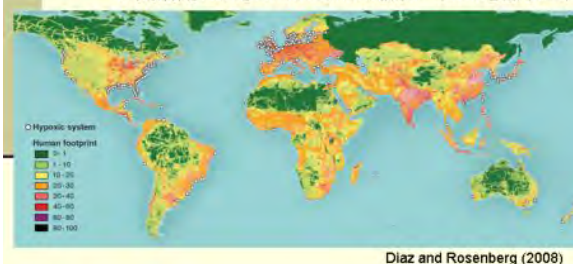 Hypoxic system
Human footprint
0-1
1-10
10-20
20-30
30-40
40-60
60-80
80-100
Diaz and Rosenberg (2008)